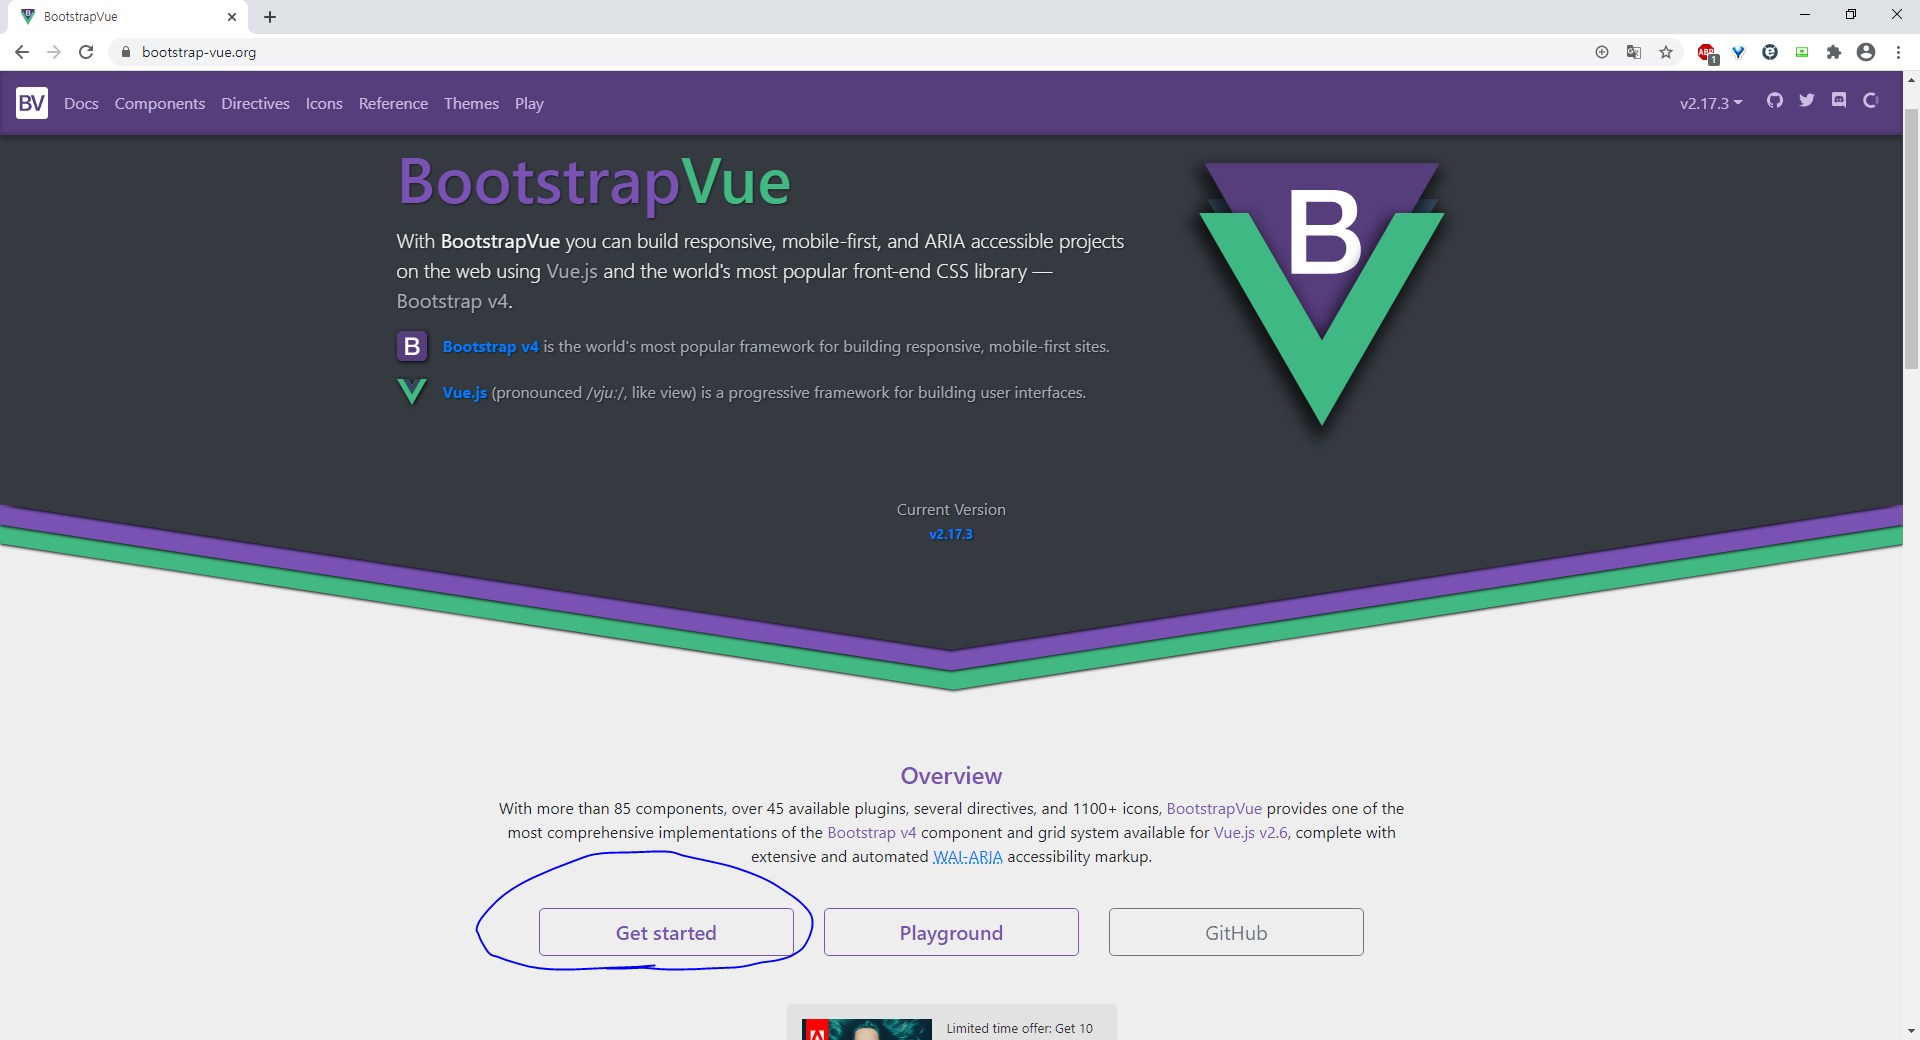 BootstrapVue
bootstrap-vue.org
ABP
1
BV Docs Components Directives Icons Reference Themes Play
v2.17.3
BootstrapVue
B
With BootstrapVue you can build responsive, mobile-first, and ARIA accessible projects
on the web using Vue.js and the world's most popular front-end CSS library —
Bootstrap v4.
B Bootstrap v4 is the world's most popular framework for building responsive, mobile-first sites.
Vue.js (pronounced /vjuː/, like view) is a progressive framework for building user interfaces.
Current Version
v2.17.3
Overview
With more than 85 components, over 45 available plugins, several directives, and 1100+ icons, BootstrapVue provides one of the
most comprehensive implementations of the Bootstrap v4 component and grid system available for Vue.js v2.6, complete with
extensive and automated WAI-ARIA accessibility markup.
Get started
Playground
GitHub
Limited time offer: Get 10